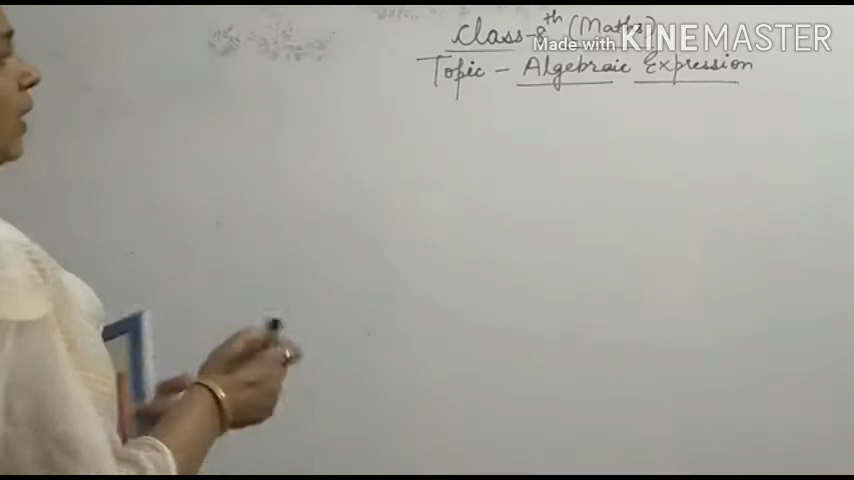 Class-8th (Maths)
Made with KINEMASTER
Topic - Algebraic Expression